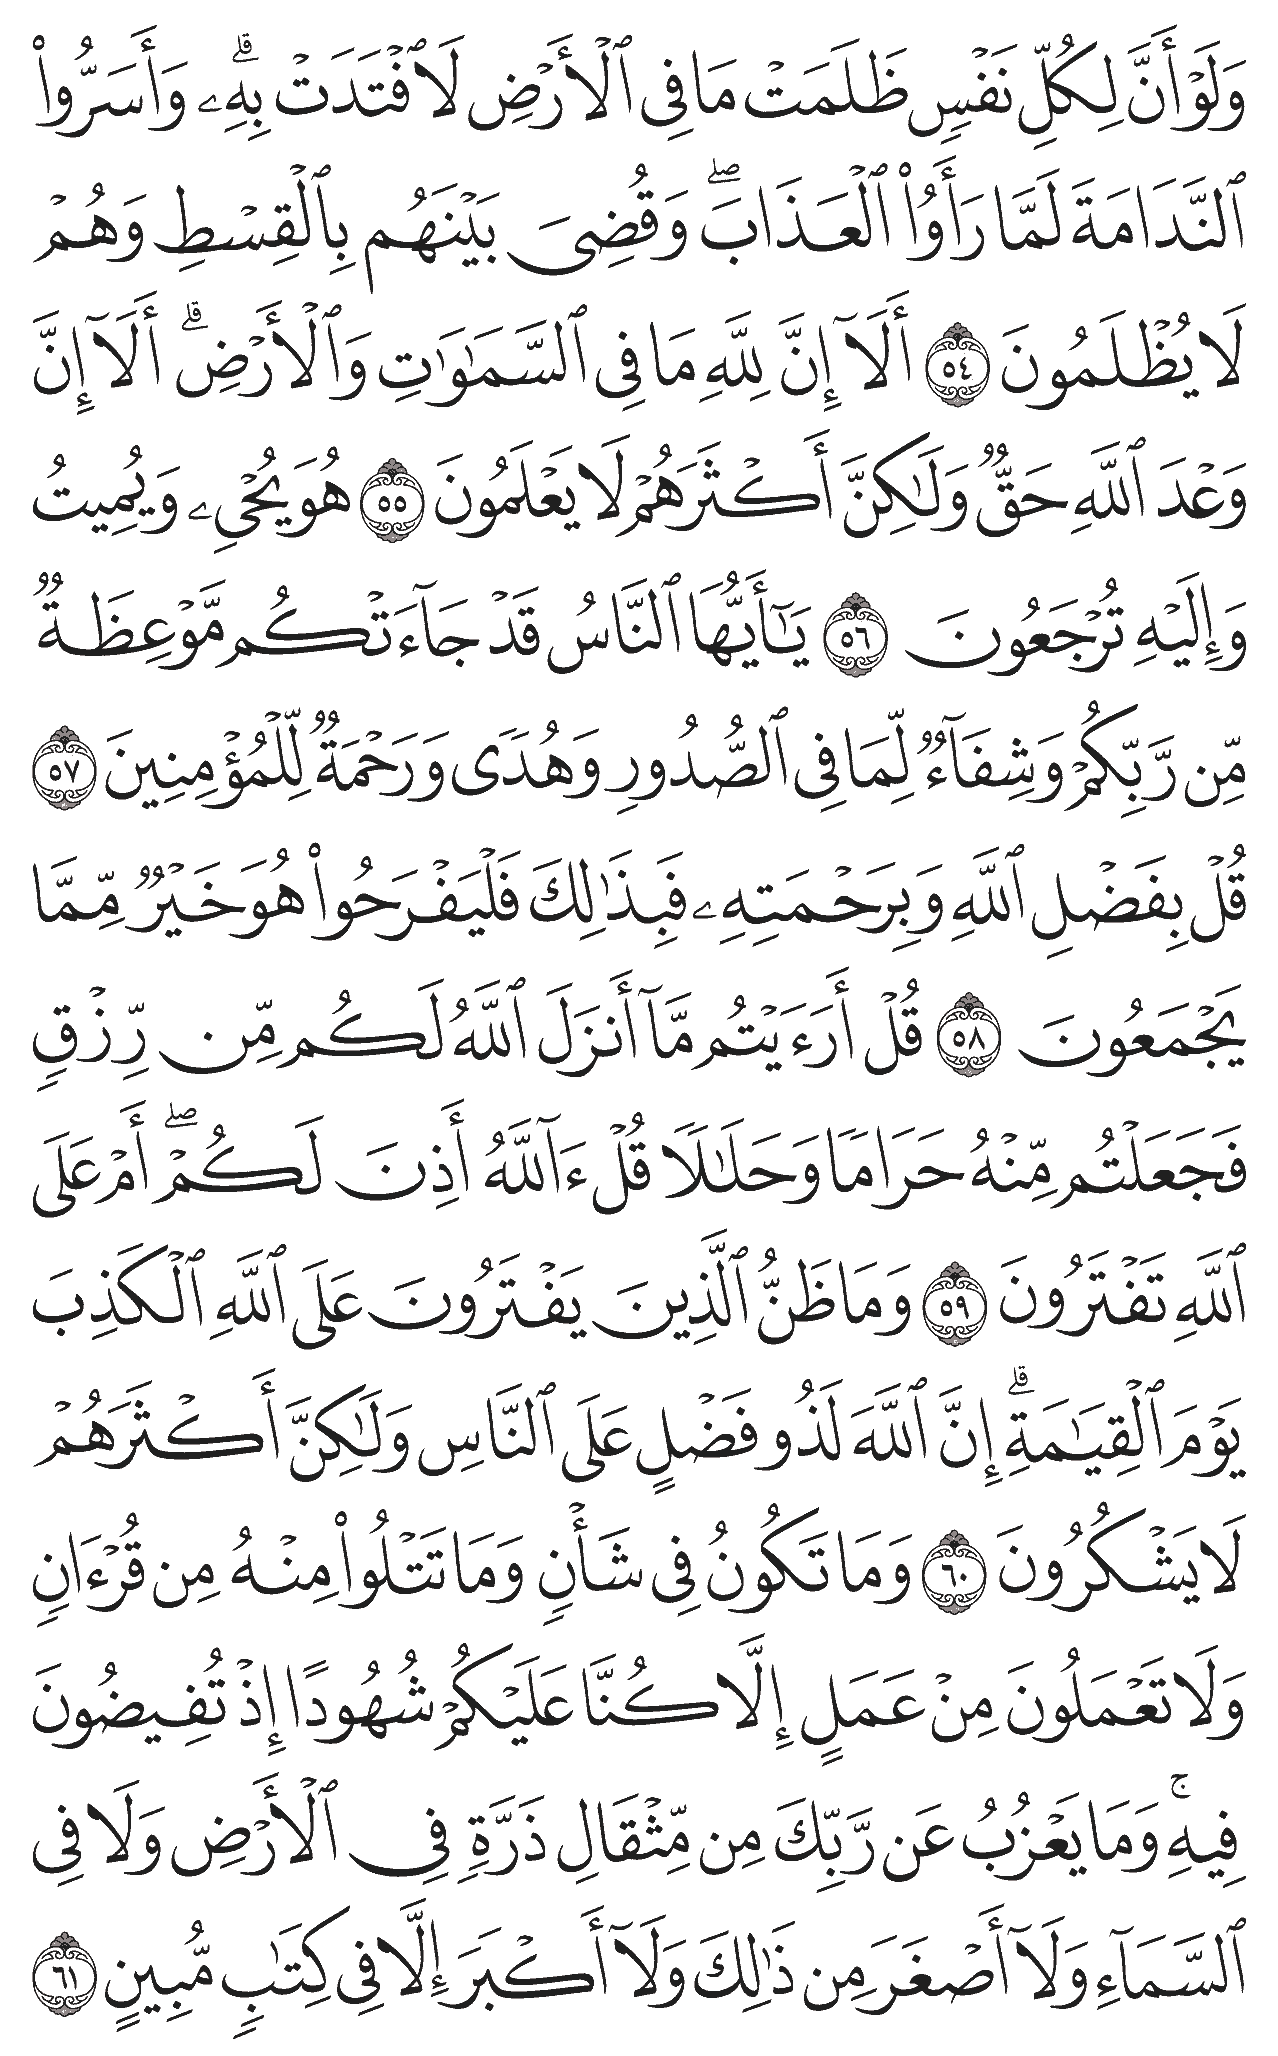 وَلَوۡ أَنَّ لِكُلِّ نَفۡسٖ ظَلَمَتۡ مَا فِي ٱلۡأَرۡضِ لَٱفۡتَدَتۡ بِهِۦۗ وَأَسَرُّواْ
ٱلنَّدَامَةَ لَمَّا رَأَوُاْ ٱلۡعَذَابَۖ وَقُضِيَ بَيۡنَهُم بِٱلۡقِسۡطِ وَهُمۡ
لَا يُظۡلَمُونَ ٥٤ أَلَآ إِنَّ لِلَّهِ مَا فِي ٱلسَّمَٰوَٰتِ وَٱلۡأَرۡضِۗ أَلَآ إِنَّ
وَعۡدَ ٱللَّهِ حَقّٞ وَلَٰكِنَّ أَكۡثَرَهُمۡ لَا يَعۡلَمُونَ ٥٥ هُوَ يُحۡيِۦ وَيُمِيتُ
وَإِلَيۡهِ تُرۡجَعُونَ ٥٦ يَٰٓأَيُّهَا ٱلنَّاسُ قَدۡ جَآءَتۡكُم مَّوۡعِظَةٞ
مِّن رَّبِّكُمۡ وَشِفَآءٞ لِّمَا فِي ٱلصُّدُورِ وَهُدٗى وَرَحۡمَةٞ لِّلۡمُؤۡمِنِينَ ٥٧
قُلۡ بِفَضۡلِ ٱللَّهِ وَبِرَحۡمَتِهِۦ فَبِذَٰلِكَ فَلۡيَفۡرَحُواْ هُوَ خَيۡرٞ مِّمَّا
يَجۡمَعُونَ ٥٨ قُلۡ أَرَءَيۡتُم مَّآ أَنزَلَ ٱللَّهُ لَكُم مِّن رِّزۡقٖ
فَجَعَلۡتُم مِّنۡهُ حَرَامٗا وَحَلَٰلٗا قُلۡ ءَآللَّهُ أَذِنَ لَكُمۡۖ أَمۡ عَلَى
ٱللَّهِ تَفۡتَرُونَ ٥٩ وَمَا ظَنُّ ٱلَّذِينَ يَفۡتَرُونَ عَلَى ٱللَّهِ ٱلۡكَذِبَ
يَوۡمَ ٱلۡقِيَٰمَةِۗ إِنَّ ٱللَّهَ لَذُو فَضۡلٍ عَلَى ٱلنَّاسِ وَلَٰكِنَّ أَكۡثَرَهُمۡ
لَا يَشۡكُرُونَ ٦٠ وَمَا تَكُونُ فِي شَأۡنٖ وَمَا تَتۡلُواْ مِنۡهُ مِن قُرۡءَانٖ
وَلَا تَعۡمَلُونَ مِنۡ عَمَلٍ إِلَّا كُنَّا عَلَيۡكُمۡ شُهُودًا إِذۡ تُفِيضُونَ
فِيهِۚ وَمَا يَعۡزُبُ عَن رَّبِّكَ مِن مِّثۡقَالِ ذَرَّةٖ فِي ٱلۡأَرۡضِ وَلَا فِي
ٱلسَّمَآءِ وَلَآ أَصۡغَرَ مِن ذَٰلِكَ وَلَآ أَكۡبَرَ إِلَّا فِي كِتَٰبٖ مُّبِينٍ ٦١